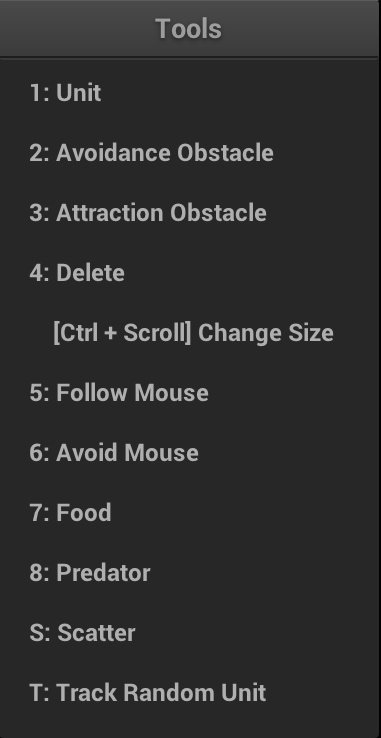 Tools
1: Unit
2: Avoidance Obstacle
3: Attraction Obstacle
4: Delete
[Ctrl + Scroll] Change Size
5: Follow Mouse
6: Avoid Mouse
7: Food
8: Predator
S: Scatter
T: Track Random Unit